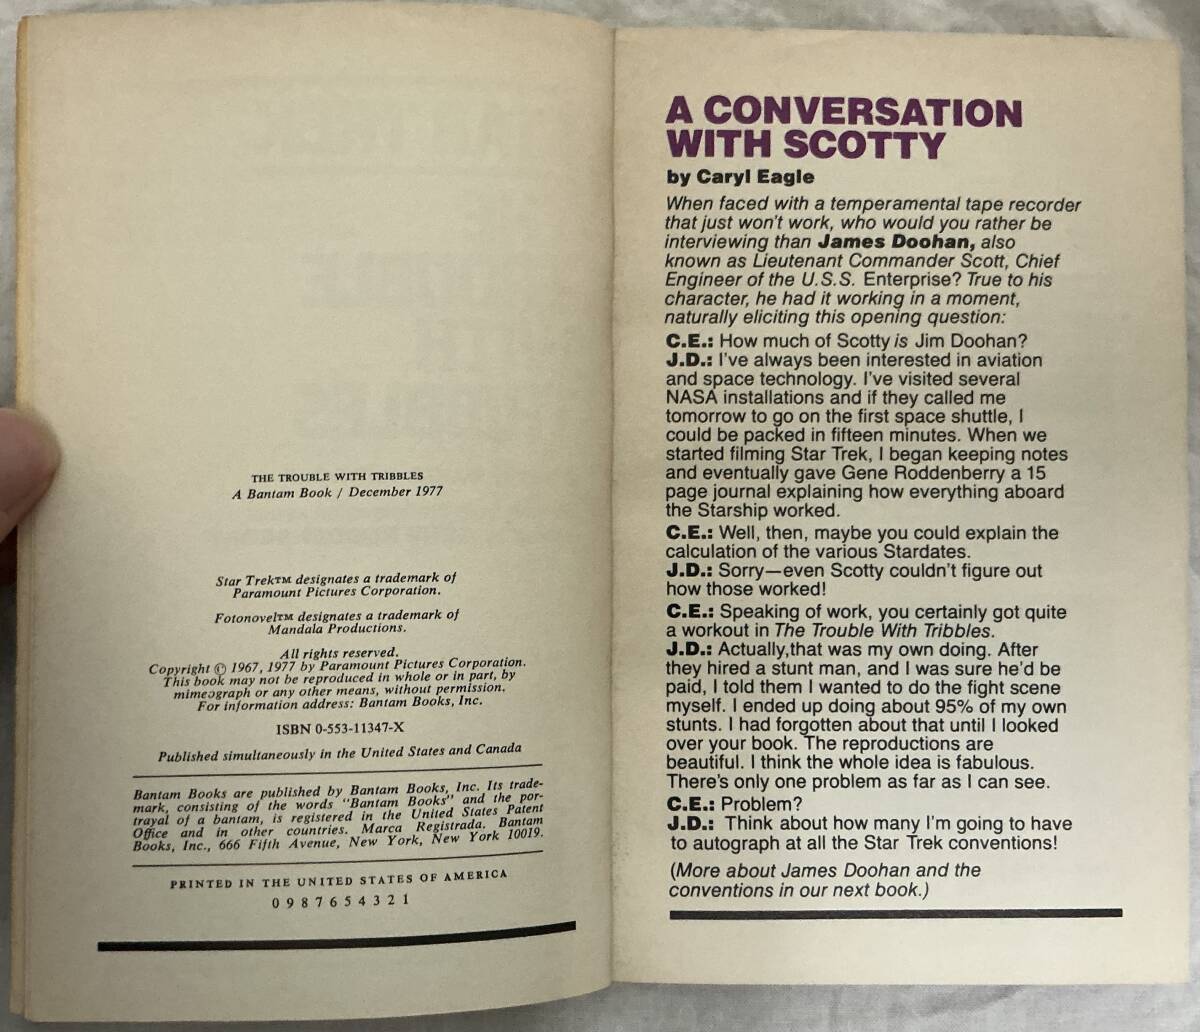 THE TROUBLE WITH TRIBBLES
A Bantam Book / December 1977
Star Trek™ designates a trademark of
Paramount Pictures Corporation.
Fotonovel™ designates a trademark of
Mandala Productions.
All rights reserved.
Copyright © 1967, 1977 by Paramount Pictures Corporation.
This book may not be reproduced in whole or in part, by
mimeograph or any other means, without permission.
For information address: Bantam Books, Inc.
ISBN 0-553-11347-X
Published simultaneously in the United States and Canada
Bantam Books are published by Bantam Books, Inc. Its trade-
mark, consisting of the words "Bantam Books" and the por-
trayal of a bantam, is registered in the United States Patent
Office and in other countries. Marca Registrada. Bantam
Books, Inc., 666 Fifth Avenue, New York, New York 10019.
PRINTED IN THE UNITED STATES OF AMERICA
0 9 8 7 6 5 4 3 2 1
A CONVERSATION
WITH SCOTTY
by Caryl Eagle
When faced with a temperamental tape recorder
that just won't work, who would you rather be
interviewing than James Doohan, also
known as Lieutenant Commander Scott, Chief
Engineer of the U.S.S. Enterprise? True to his
character, he had it working in a moment,
naturally eliciting this opening question:
C.E.: How much of Scotty is Jim Doohan?
J.D.: I've always been interested in aviation
and space technology. I've visited several
NASA installations and if they called me
tomorrow to go on the first space shuttle, I
could be packed in fifteen minutes. When we
started filming Star Trek, I began keeping notes
and eventually gave Gene Roddenberry a 15
page journal explaining how everything aboard
the Starship worked.
C.E.: Well, then, maybe you could explain the
calculation of the various Stardates.
J.D.: Sorry—even Scotty couldn't figure out
how those worked!
C.E.: Speaking of work, you certainly got quite
a workout in The Trouble With Tribbles.
J.D.: Actually,that was my own doing. After
they hired a stunt man, and I was sure he'd be
paid, I told them I wanted to do the fight scene
myself. I ended up doing about 95% of my own
stunts. I had forgotten about that until I looked
over your book. The reproductions are
beautiful. I think the whole idea is fabulous.
There's only one problem as far as I can see.
C.E.: Problem?
J.D.: Think about how many I'm going to have
to autograph at all the Star Trek conventions!
(More about James Doohan and the
conventions in our next book.)